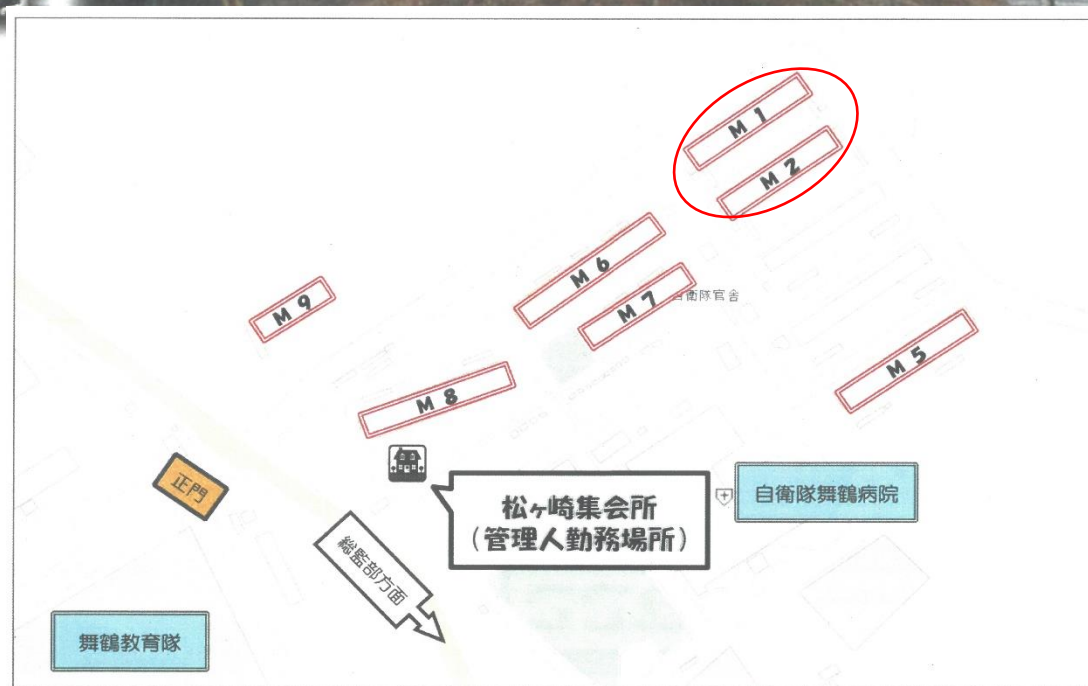 M 1
M 2
M 6
M 7
自衛隊官舎
M 9
M 5
M 8
正門
松ヶ崎集会所
(管理人勤務場所)
自衛隊舞鶴病院
総監部方面
舞鶴教育隊